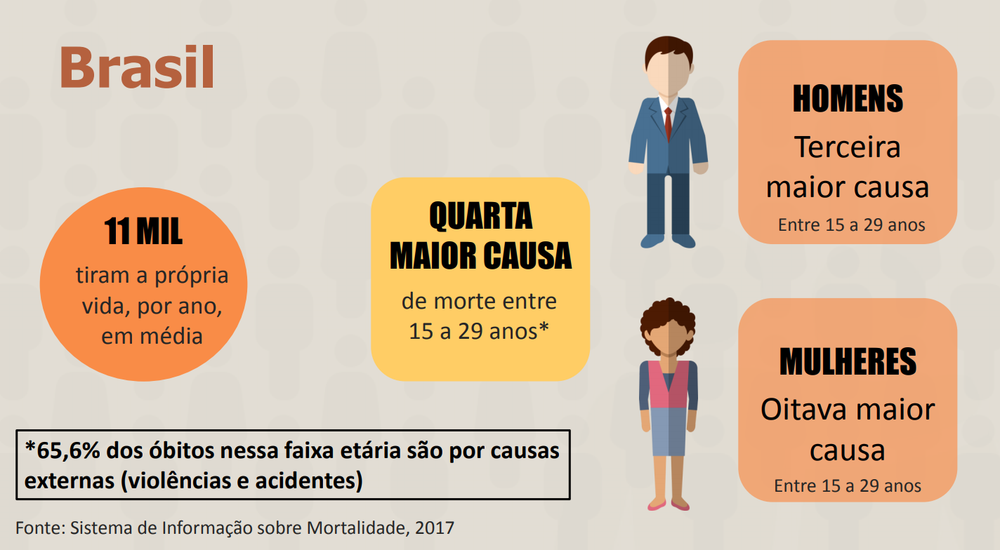 Brasil
11 MIL
tiram a própria
vida, por ano,
em média
QUARTA
MAIOR CAUSA
de morte entre
15 a 29 anos*
HOMENS
Terceira
maior causa
Entre 15 a 29 anos
MULHERES
Oitava maior
causa
Entre 15 a 29 anos
*65,6% dos óbitos nessa faixa etária são por causas
externas (violências e acidentes)
Fonte: Sistema de Informação sobre Mortalidade, 2017